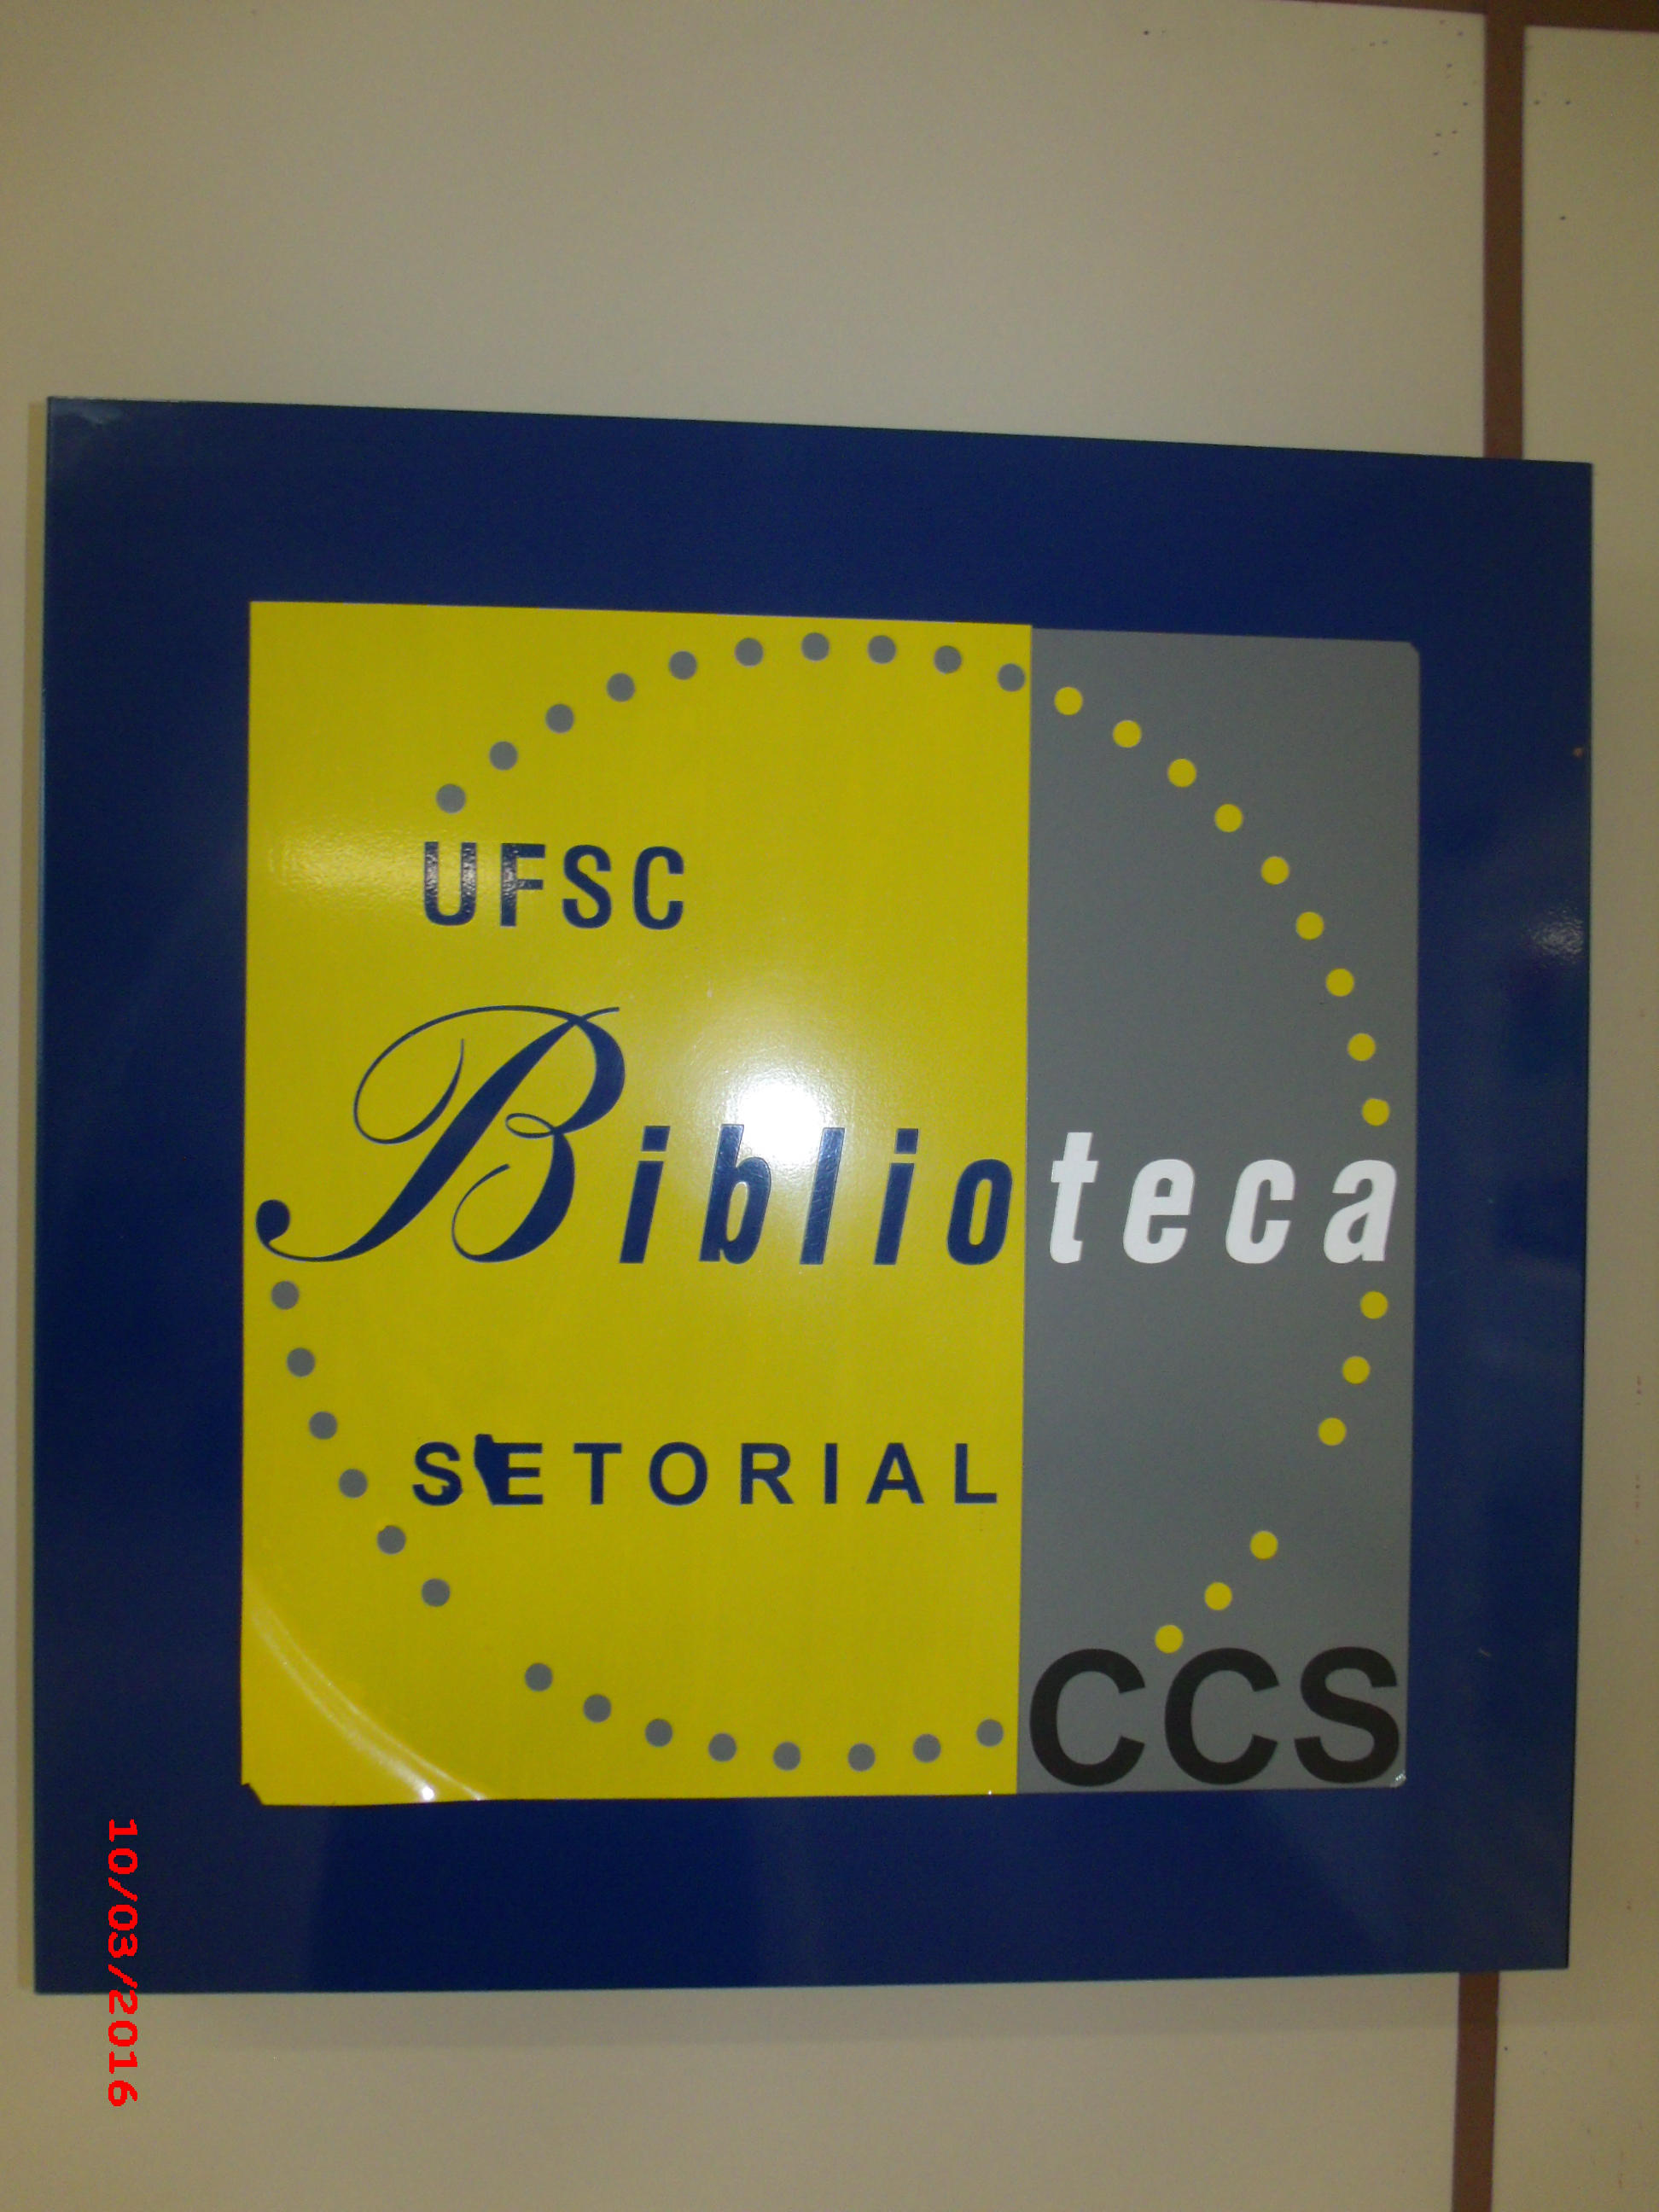 UFSC
Biblioteca
SETORIAL
CCS
10/03/2016